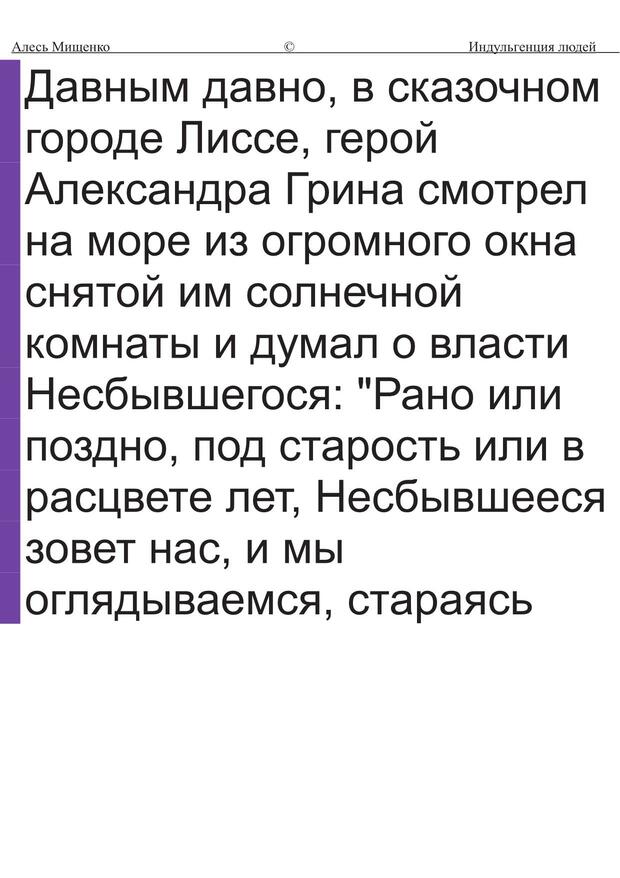 Алесь Мищенко © Индульгенция людей
Давным давно, в сказочном
городе Лиссе, герой
Александра Грина смотрел
на море из огромного окна
снятой им солнечной
комнаты и думал о власти
Несбывшегося: "Рано или
поздно, под старость или в
расцвете лет, Несбывшееся
зовет нас, и мы
оглядываемся, стараясь